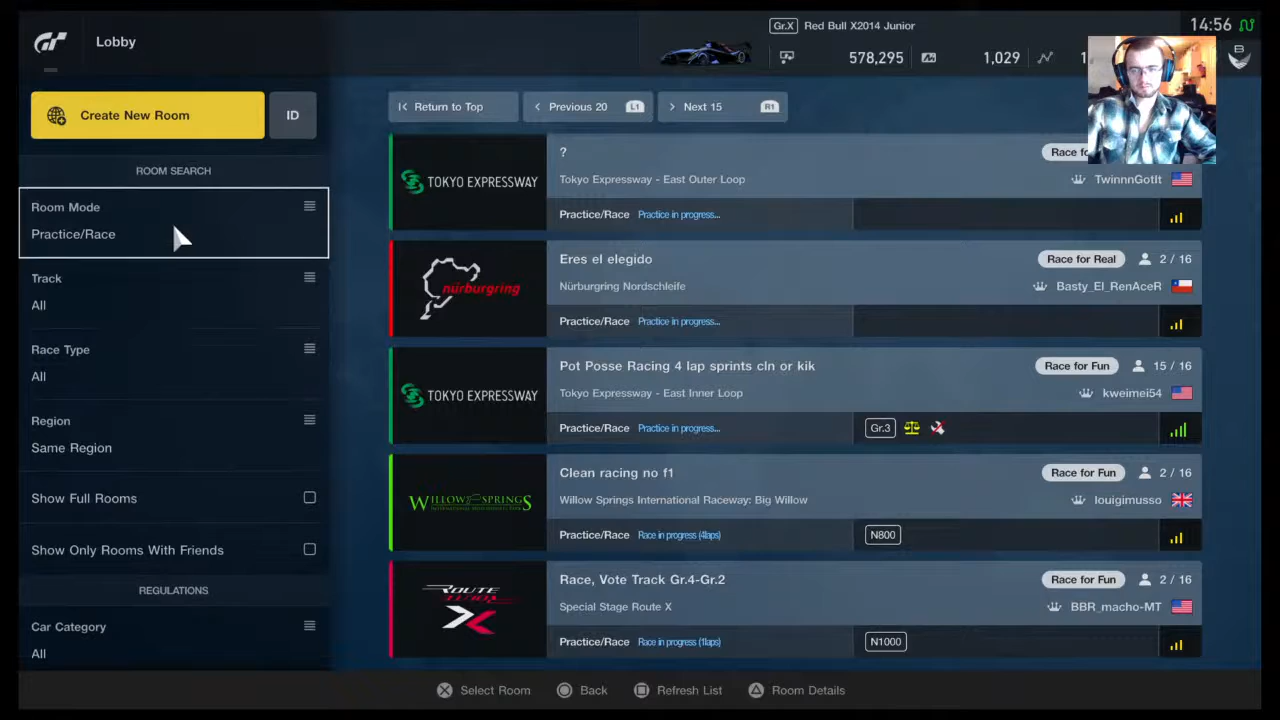 Lobby
Gr.X Red Bull X2014 Junior
578,295
1,029
14:56
B
Create New Room
ID
Return to Top
Previous 20 L1
Next 15 R1
ROOM SEARCH
Room Mode
Practice/Race
Track
All
Race Type
All
Region
Same Region
Show Full Rooms
Show Only Rooms With Friends
REGULATIONS
Car Category
All
TOKYO EXPRESSWAY
?
Race fo
Tokyo Expressway - East Outer Loop
TwinnnGotIt
Practice/Race Practice in progress...
nürburgring
Eres el elegido
Race for Real 2 / 16
Nürburgring Nordschleife
Basty_El_RenAceR
Practice/Race Practice in progress...
TOKYO EXPRESSWAY
Pot Posse Racing 4 lap sprints cln or kik
Race for Fun 15 / 16
Tokyo Expressway - East Inner Loop
kweimei54
Practice/Race Practice in progress...
Gr.3
WILLOW SPRINGS
Clean racing no f1
Race for Fun 2 / 16
Willow Springs International Raceway: Big Willow
louigimusso
Practice/Race Race in progress (4laps)
N800
ROUTE
X
Race, Vote Track Gr.4-Gr.2
Race for Fun 2 / 16
Special Stage Route X
BBR_macho-MT
Practice/Race Race in progress (1laps)
N1000
Select Room
Back
Refresh List
Room Details